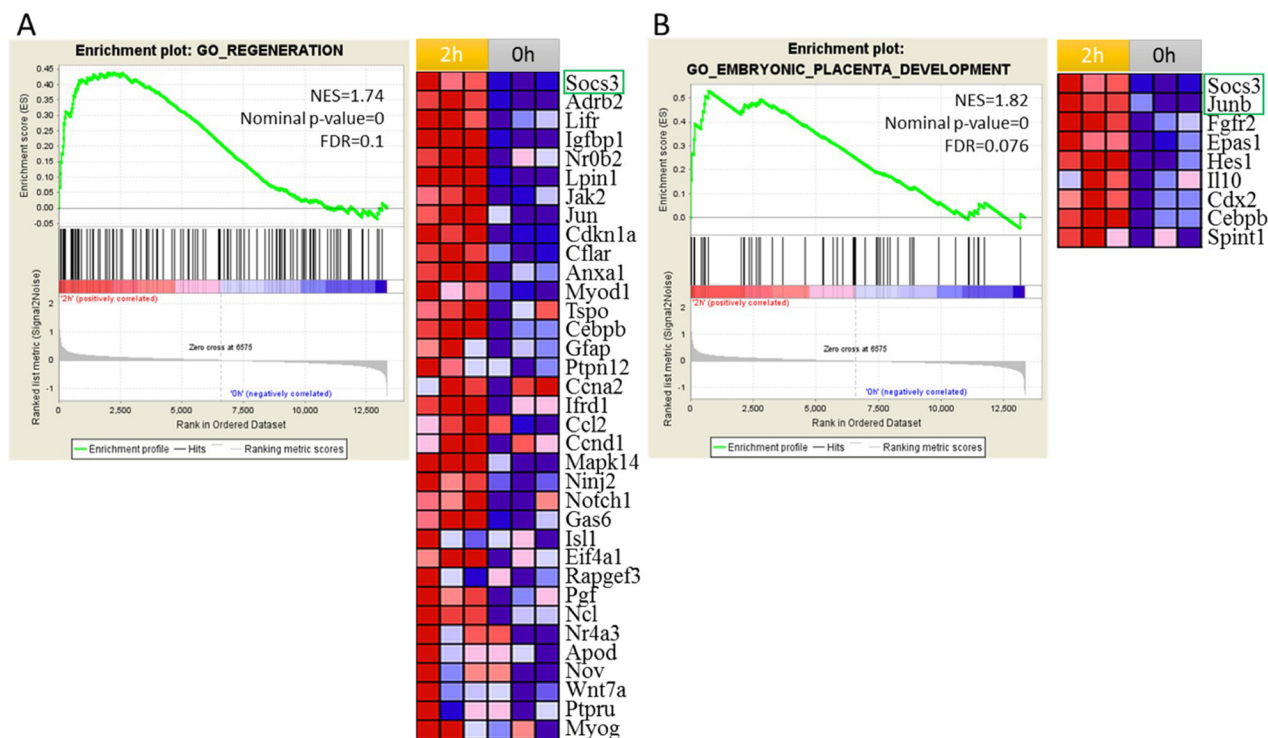 A
Enrichment plot: GO_REGENERATION
0.45
0.40
0.35
0.30
0.25
0.20
0.15
0.10
0.05
0.00
-0.05
Enrichment score (ES)
NES=1.74
Nominal p-value=0
FDR=0.1
'2h' (positively correlated)
2
1
0
-1
Ranked list metric (Signal2Noise)
Zero cross at 6575
'0h' (negatively correlated)
0 2,500 5,000 7,500 10,000 12,500
Rank in Ordered Dataset
Enrichment profile Hits Ranking metric scores
2h 0h
Socs3
Adrb2
Lifr
Igfbp1
Nr0b2
Lpin1
Jak2
Jun
Cdkn1a
Cflar
Anxa1
Myod1
Tspo
Cebpb
Gfap
Ptpn12
Ccna2
Ifrd1
Ccl2
Ccnd1
Mapk14
Ninj2
Notch1
Gas6
Isl1
Eif4a1
Rapgef3
Pgf
Ncl
Nr4a3
Apod
Nov
Wnt7a
Ptpru
Myog
B
Enrichment plot:
GO_EMBRYONIC_PLACENTA_DEVELOPMENT
0.5
0.4
0.3
0.2
0.1
0.0
Enrichment score (ES)
NES=1.82
Nominal p-value=0
FDR=0.076
'2h' (positively correlated)
2
1
0
-1
Ranked list metric (Signal2Noise)
Zero cross at 6575
'0h' (negatively correlated)
0 2,500 5,000 7,500 10,000 12,500
Rank in Ordered Dataset
Enrichment profile Hits Ranking metric scores
2h 0h
Socs3
Junb
Fgfr2
Epas1
Hes1
Il10
Cdx2
Cebpb
Spint1